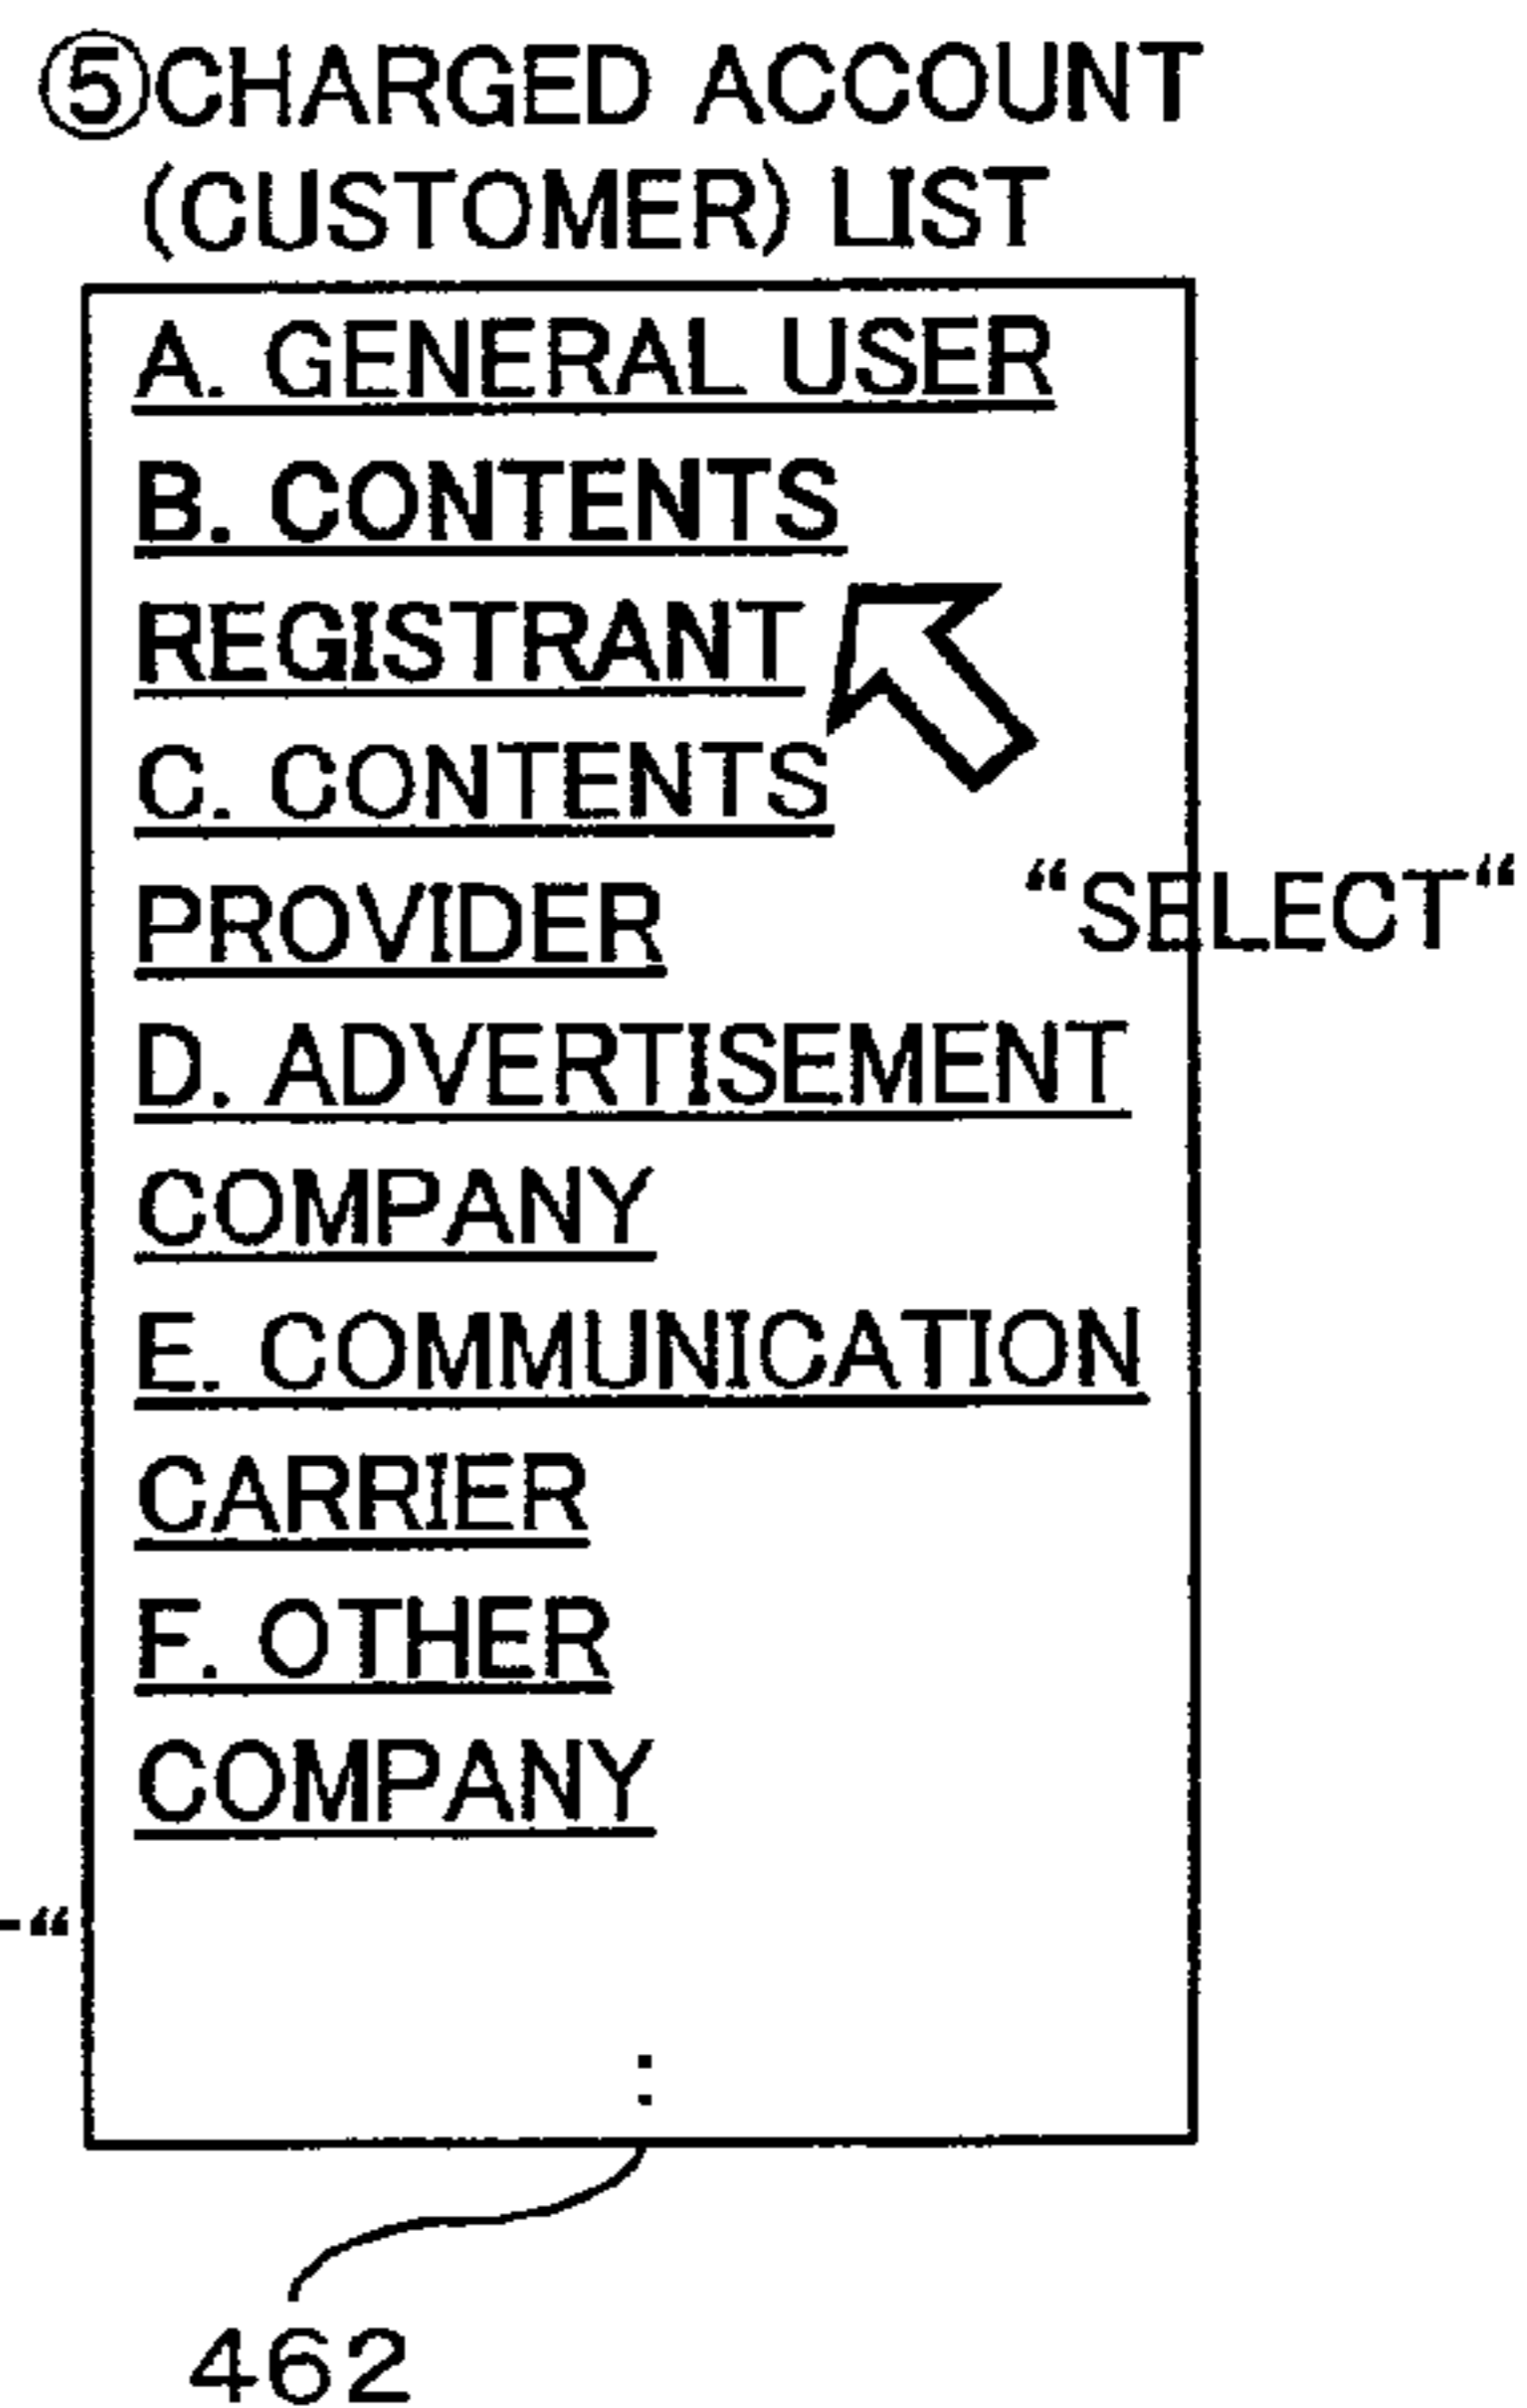 ⑤CHARGED ACCOUNT
(CUSTOMER) LIST
A. GENERAL USER
B. CONTENTS
REGISTRANT
C. CONTENTS
PROVIDER
“SELECT“
D. ADVERTISEMENT
COMPANY
E. COMMUNICATION
CARRIER
F. OTHER
COMPANY
:
462